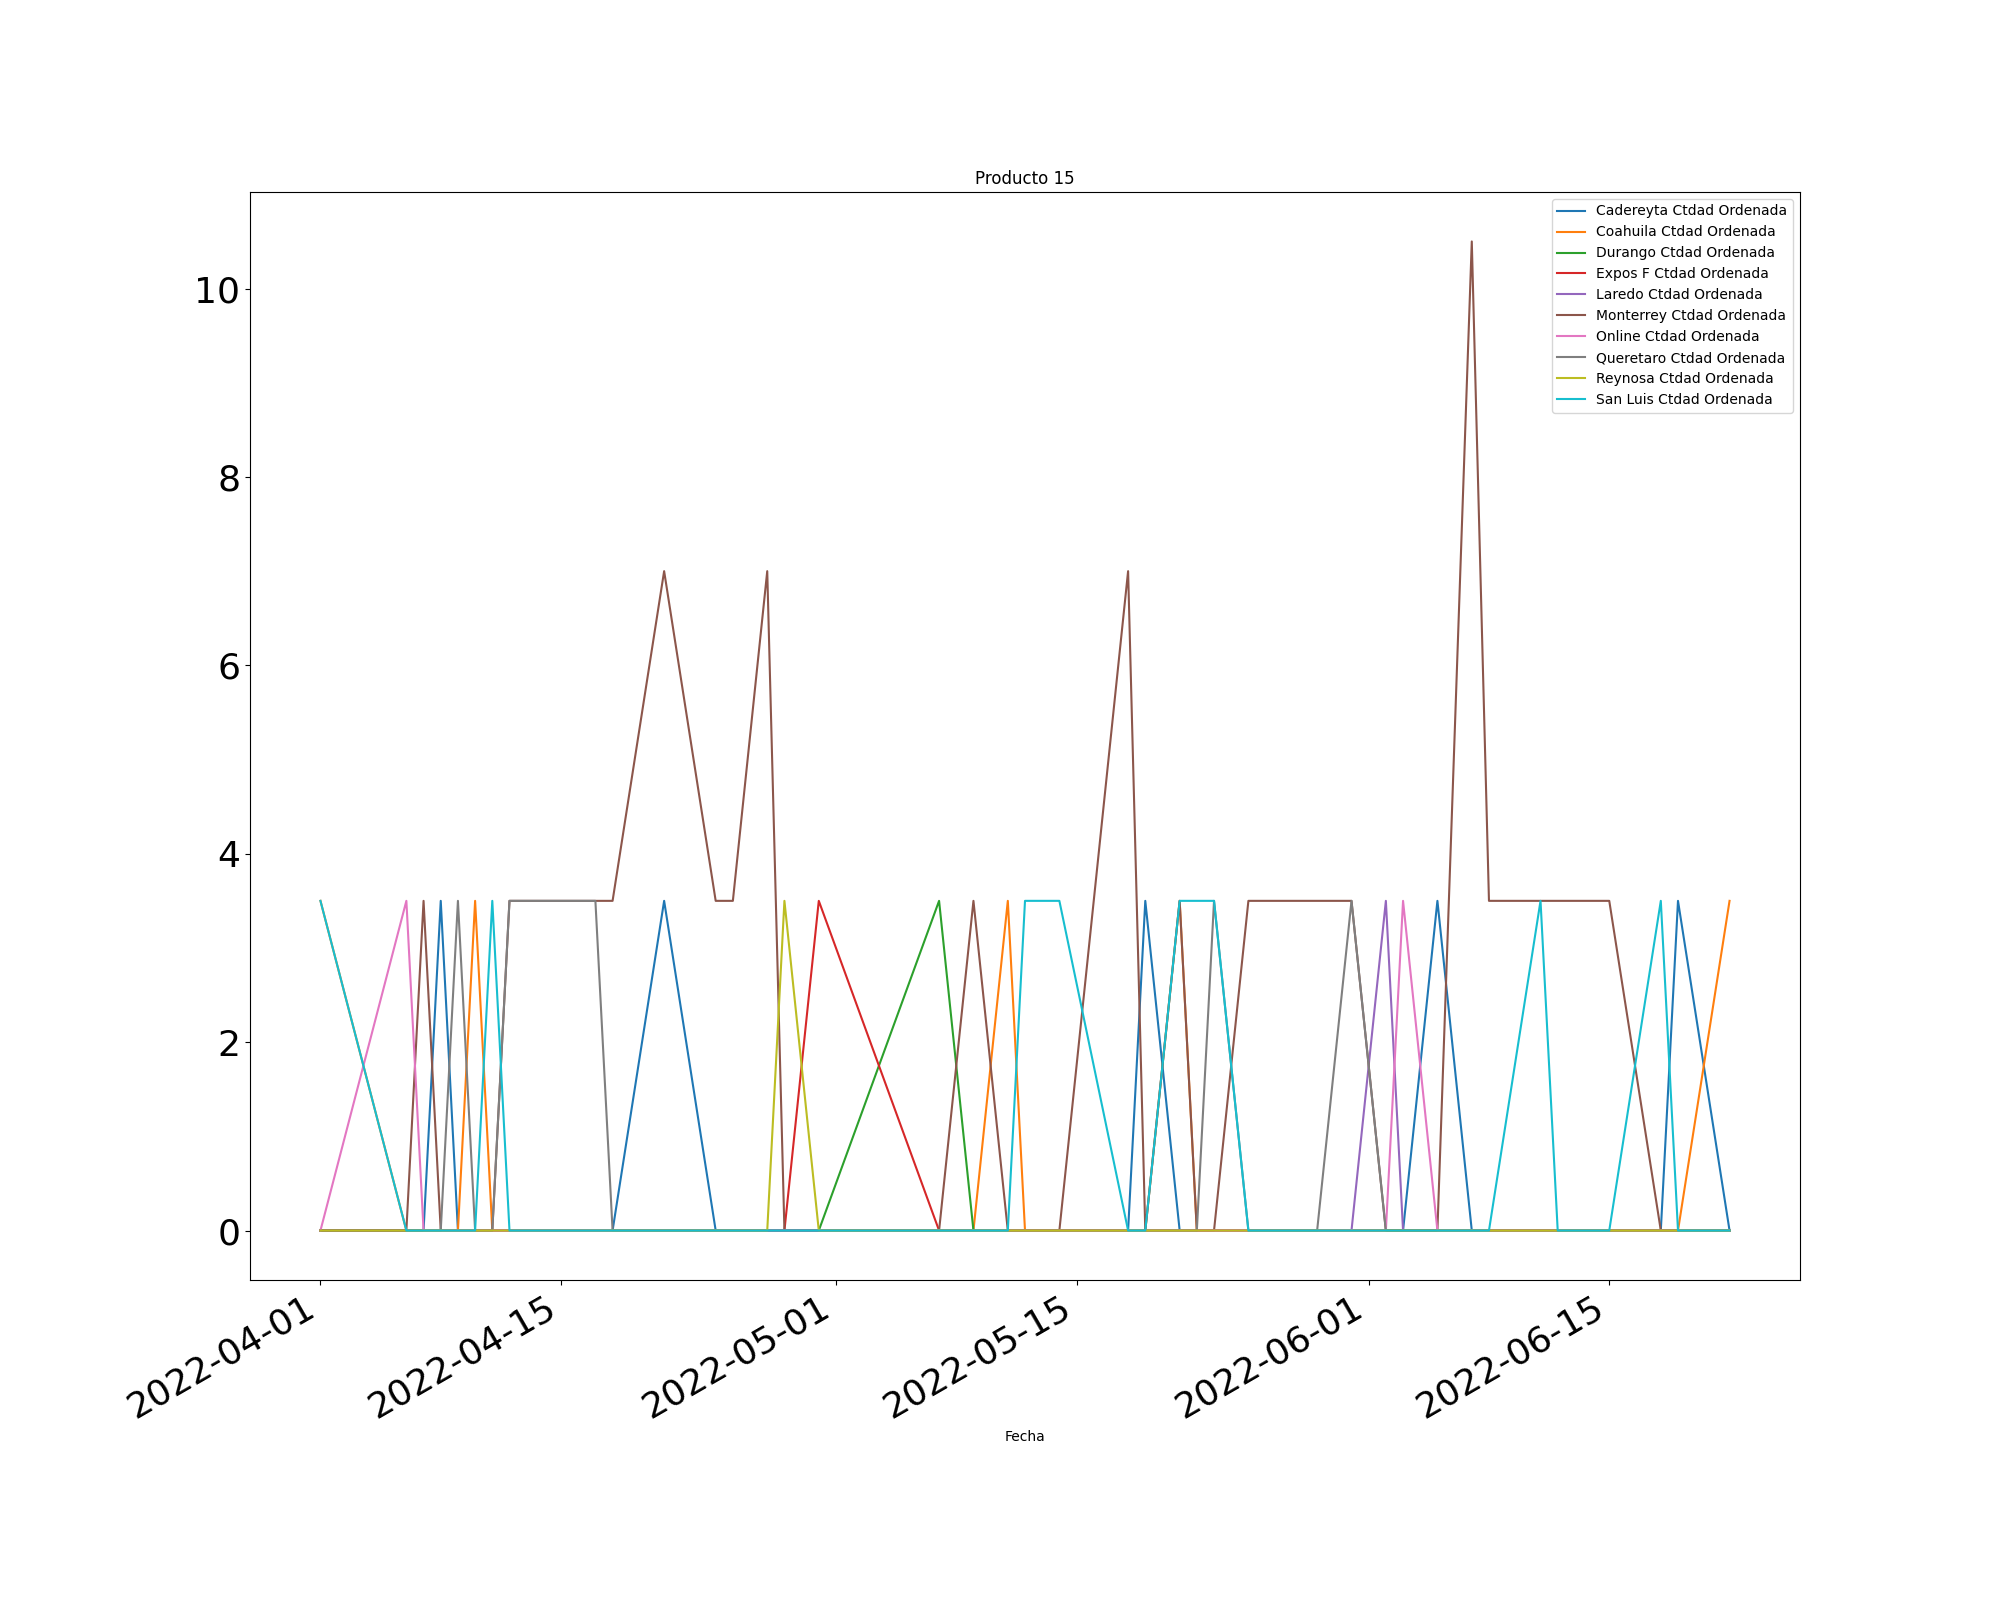 Producto 15
Cadereyta Ctdad Ordenada
Coahuila Ctdad Ordenada
Durango Ctdad Ordenada
Expos F Ctdad Ordenada
Laredo Ctdad Ordenada
Monterrey Ctdad Ordenada
Online Ctdad Ordenada
Queretaro Ctdad Ordenada
Reynosa Ctdad Ordenada
San Luis Ctdad Ordenada
10
8
6
4
2
0
2022-04-01
2022-04-15
2022-05-01
2022-05-15
2022-06-01
2022-06-15
Fecha